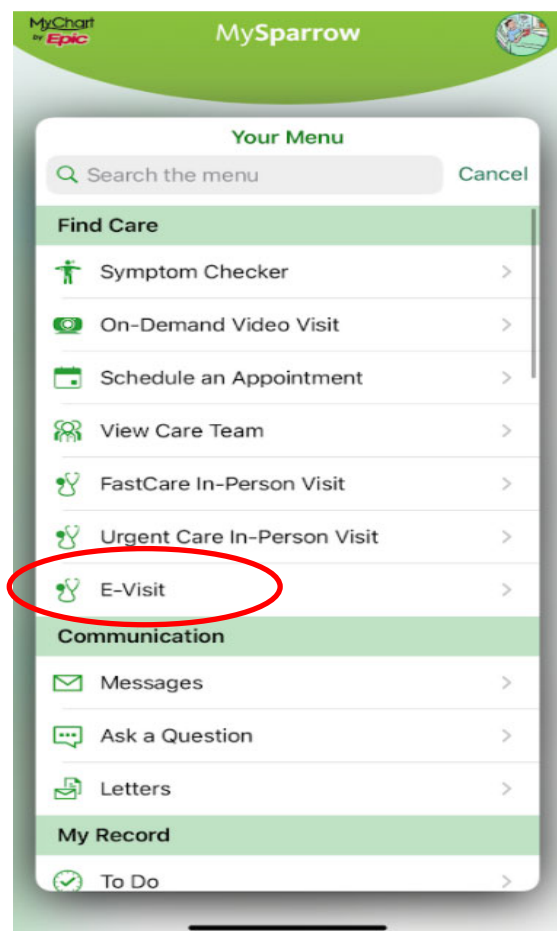 MyChart
by Epic
MySparrow
Your Menu
Search the menu
Cancel
Find Care
Symptom Checker
On-Demand Video Visit
Schedule an Appointment
View Care Team
FastCare In-Person Visit
Urgent Care In-Person Visit
E-Visit
Communication
Messages
Ask a Question
Letters
My Record
To Do